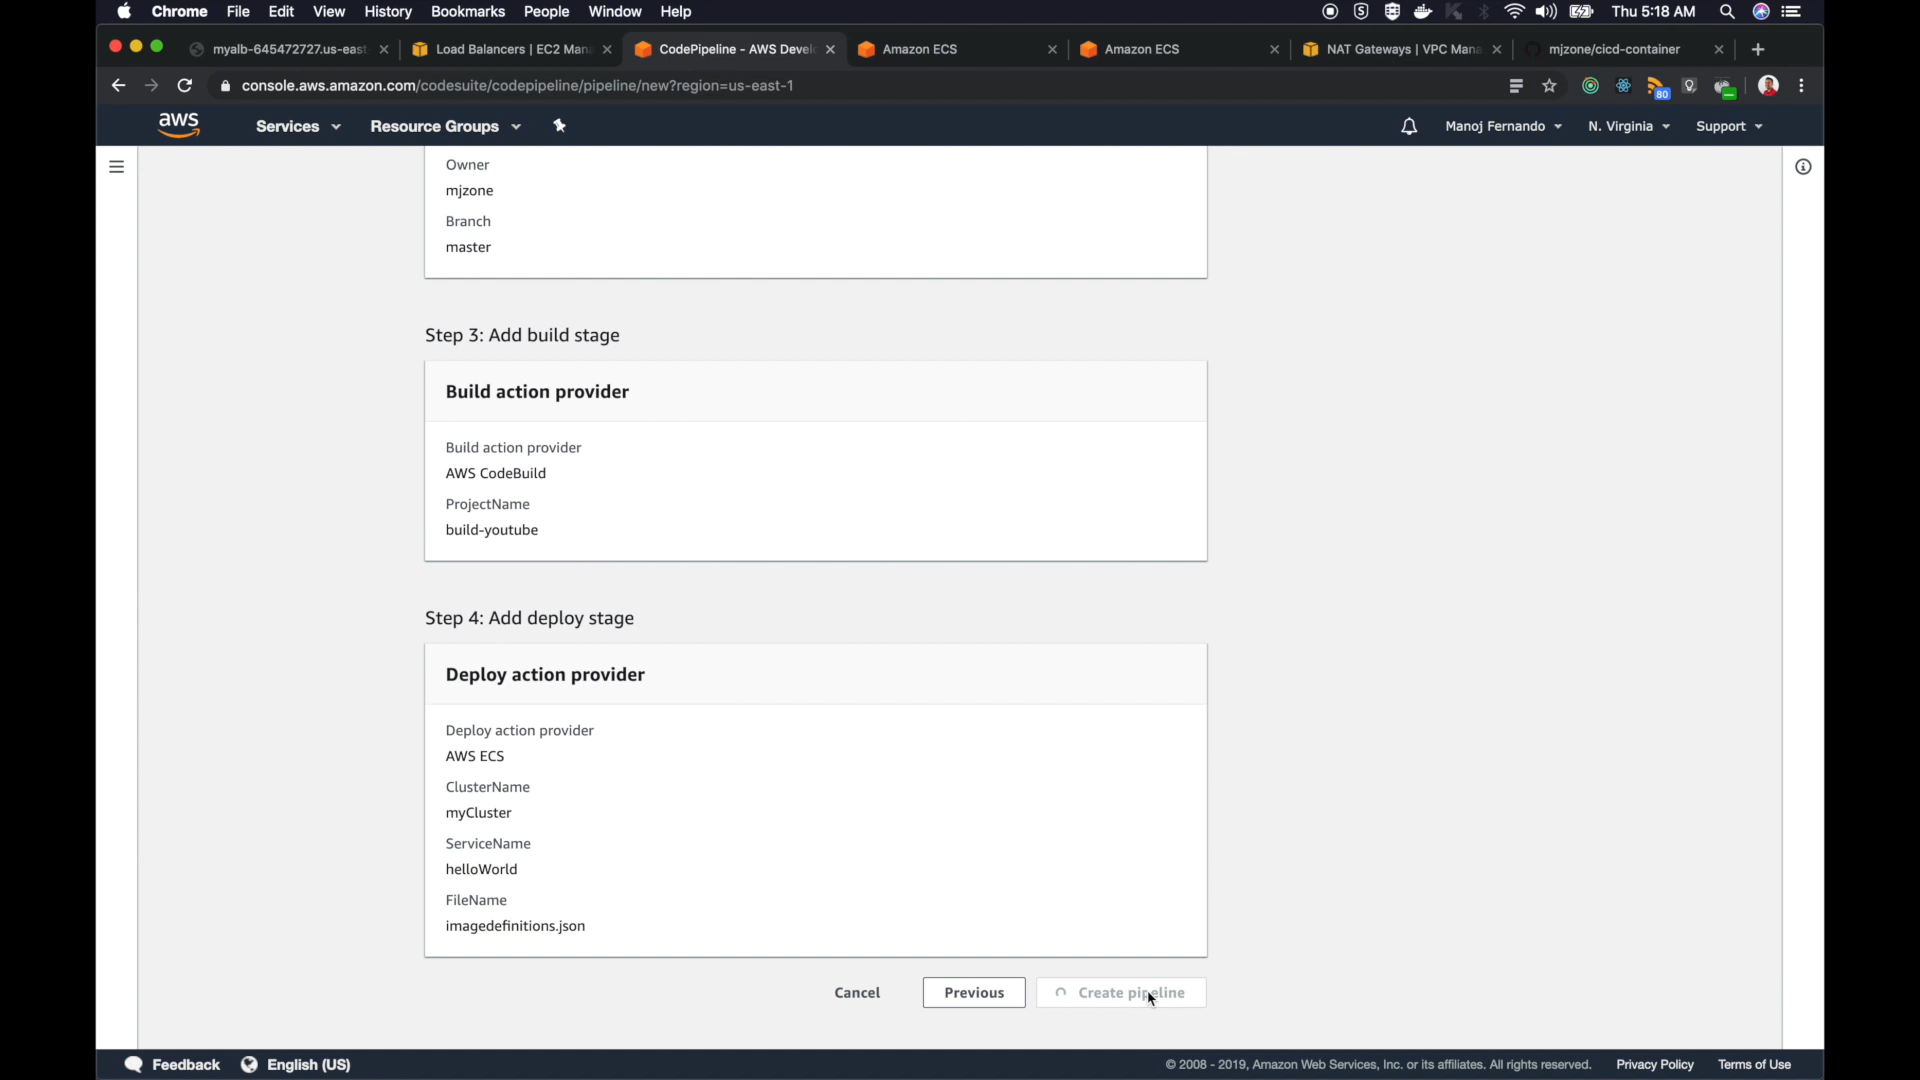 Chrome File Edit View History Bookmarks People Window Help Thu 5:18 AM
myalb-645472727.us-east Load Balancers | EC2 Man CodePipeline - AWS Devel Amazon ECS Amazon ECS NAT Gateways | VPC Man mjzone/cicd-container
console.aws.amazon.com/codesuite/codepipeline/pipeline/new?region=us-east-1 80
aws Services Resource Groups Manoj Fernando N. Virginia Support
Owner
mjzone
Branch
master
Step 3: Add build stage
Build action provider
Build action provider
AWS CodeBuild
ProjectName
build-youtube
Step 4: Add deploy stage
Deploy action provider
Deploy action provider
AWS ECS
ClusterName
myCluster
ServiceName
helloWorld
FileName
imagedefinitions.json
Cancel Previous Create pipeline
Feedback English (US) © 2008 - 2019, Amazon Web Services, Inc. or its affiliates. All rights reserved. Privacy Policy Terms of Use